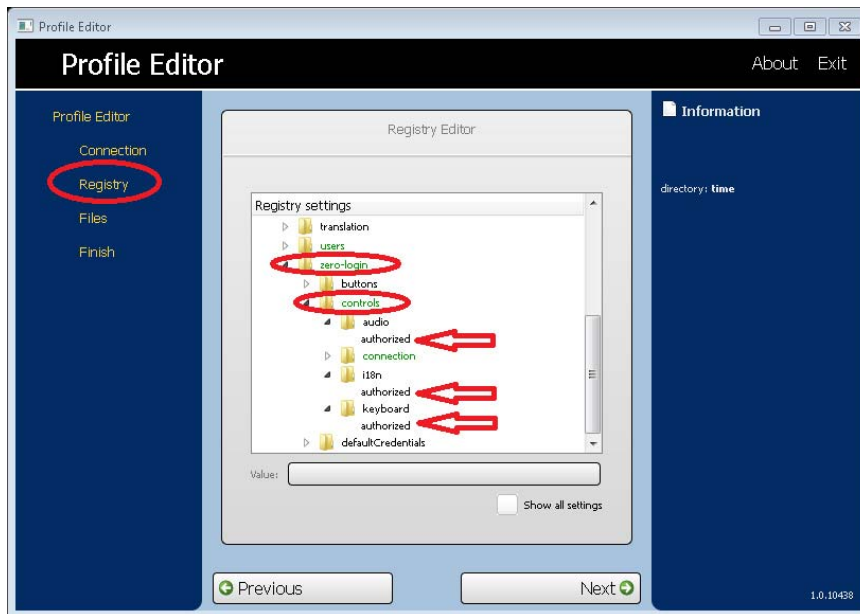 Profile Editor
Profile Editor
About Exit
Profile Editor
Connection
Registry
Files
Finish
Registry Editor
Registry settings
translation
users
zero-login
buttons
controls
audio
authorized
connection
i18n
authorized
keyboard
authorized
defaultCredentials
Value:
Show all settings
Previous
Next
Information
directory: time
1.0.10438